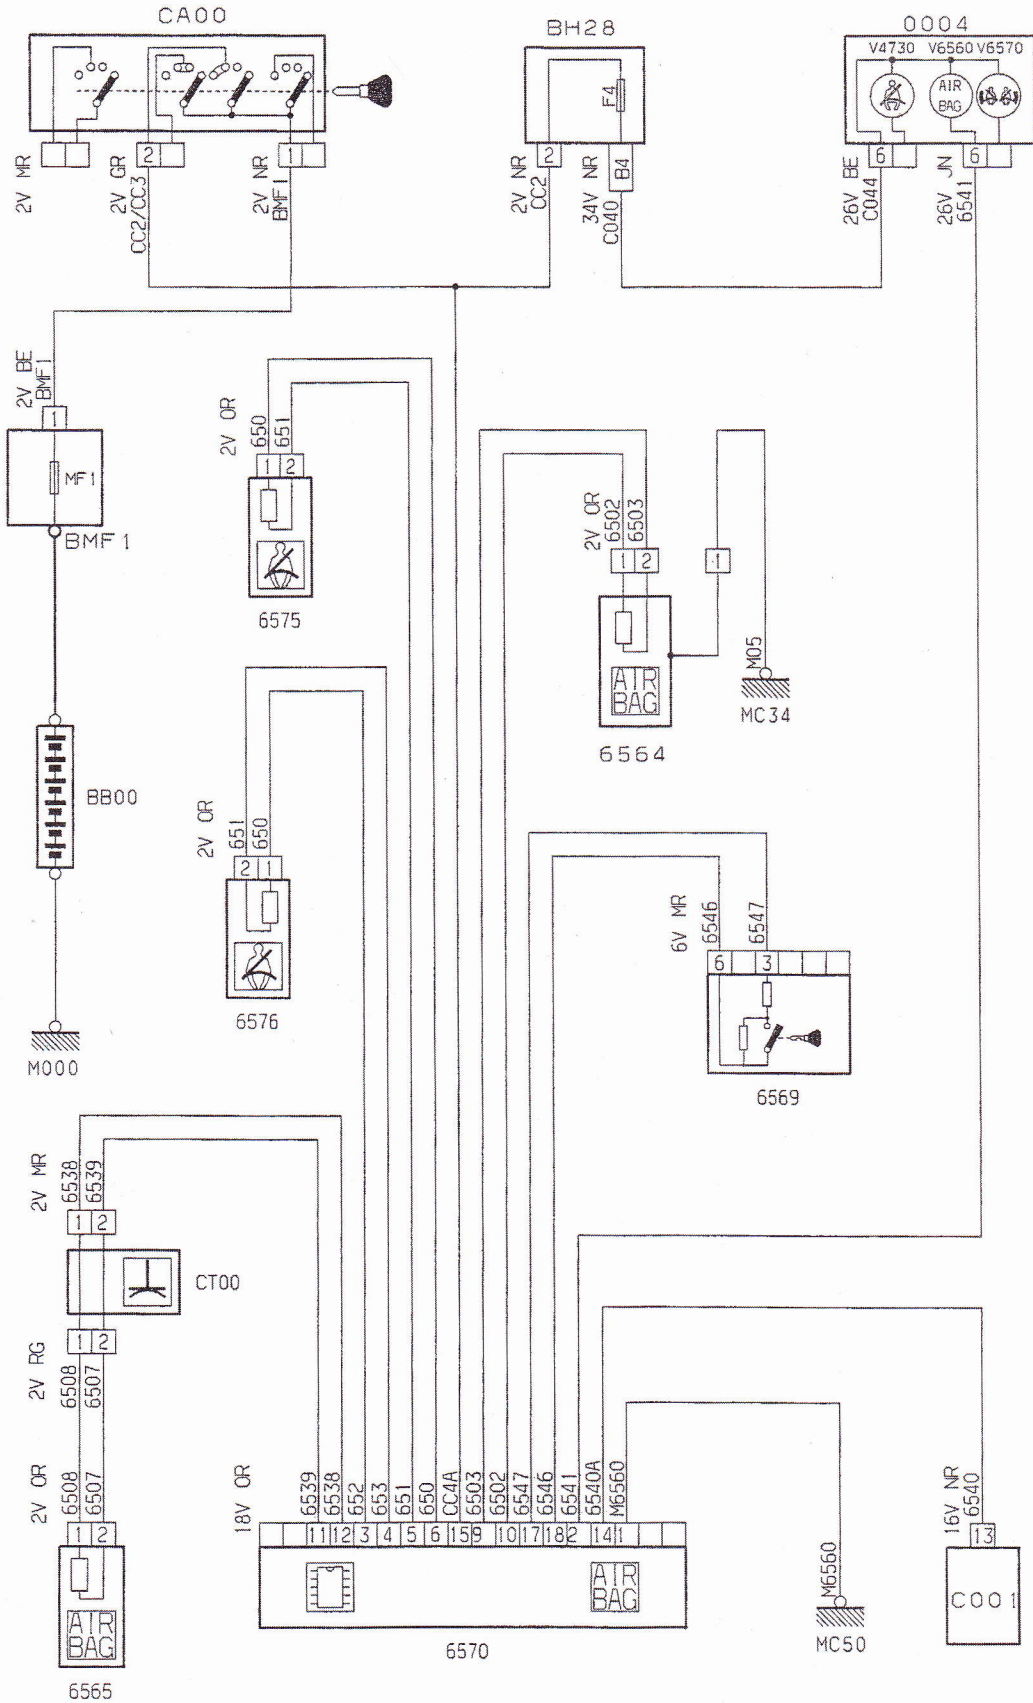 CA00
BH28
0004
V4730 V6560 V6570
AIR
BAG
F4
2
1
2
B4
6
6
2V MR
2V GR
CC2/CC3
2V NR
BMF1
2V NR
CC2
34V NR
C040
26V BE
C044
26V JN
6541
2V BE
BMF1
1
MF1
BMF1
2V OR
650
651
1 2
6575
2V OR
6502
6503
1 2
1
AIR
BAG
6564
M05
MC34
BB00
M000
2V OR
651
650
2 1
6576
6V MR
6546
6547
6 3
6569
2V MR
6538
6539
1 2
CT00
1 2
2V RG
6508
6507
2V OR
6508
6507
1 2
AIR
BAG
6565
18V OR
6539
6538
652
653
651
650
CC4A
6503
6502
6547
6546
6541
6540A
M6560
11 12 3 4 5 6 15 9 10 17 18 2 14 1
AIR
BAG
6570
M6560
MC50
16V NR
6540
13
C001